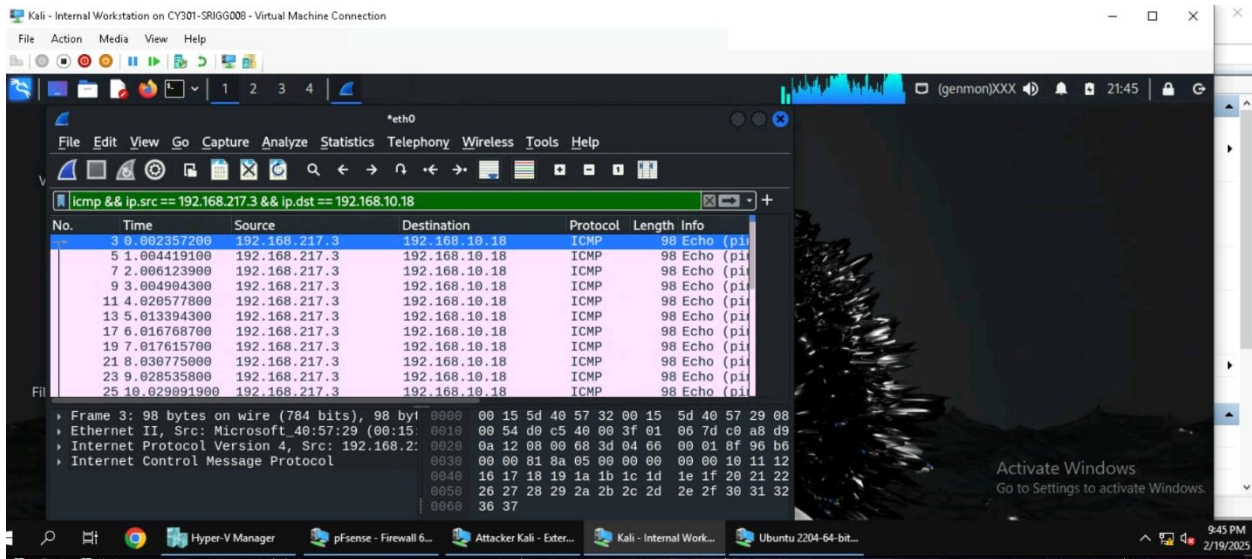 Kali - Internal Workstation on CY301-SRIGG008 - Virtual Machine Connection
File Action Media View Help
1 2 3 4
(genmon)XXX 21:45
*eth0
File Edit View Go Capture Analyze Statistics Telephony Wireless Tools Help
icmp && ip.src == 192.168.217.3 && ip.dst == 192.168.10.18
No. Time Source Destination Protocol Length Info
3 0.002357200 192.168.217.3 192.168.10.18 ICMP 98 Echo (pi
5 1.004419100 192.168.217.3 192.168.10.18 ICMP 98 Echo (pi
7 2.006123900 192.168.217.3 192.168.10.18 ICMP 98 Echo (pi
9 3.004904300 192.168.217.3 192.168.10.18 ICMP 98 Echo (pi
11 4.020577800 192.168.217.3 192.168.10.18 ICMP 98 Echo (pi
13 5.013394300 192.168.217.3 192.168.10.18 ICMP 98 Echo (pi
17 6.016768700 192.168.217.3 192.168.10.18 ICMP 98 Echo (pi
19 7.017615700 192.168.217.3 192.168.10.18 ICMP 98 Echo (pi
21 8.030775000 192.168.217.3 192.168.10.18 ICMP 98 Echo (pi
23 9.028535800 192.168.217.3 192.168.10.18 ICMP 98 Echo (pi
25 10.029091900 192.168.217.3 192.168.10.18 ICMP 98 Echo (pi
Fil
Frame 3: 98 bytes on wire (784 bits), 98 byt
Ethernet II, Src: Microsoft_40:57:29 (00:15:
Internet Protocol Version 4, Src: 192.168.21
Internet Control Message Protocol
0000 00 15 5d 40 57 32 00 15 5d 40 57 29 08
0010 00 54 d0 c5 40 00 3f 01 06 7d c0 a8 d9
0020 0a 12 08 00 68 3d 04 66 00 01 8f 96 b6
0030 00 00 81 8a 05 00 00 00 00 00 10 11 12
0040 16 17 18 19 1a 1b 1c 1d 1e 1f 20 21 22
0050 26 27 28 29 2a 2b 2c 2d 2e 2f 30 31 32
0060 36 37
Activate Windows
Go to Settings to activate Windows.
Hyper-V Manager pFsense - Firewall 6... Attacker Kali - Exter... Kali - Internal Work... Ubuntu 2204-64-bit...
9:45 PM
2/19/2025